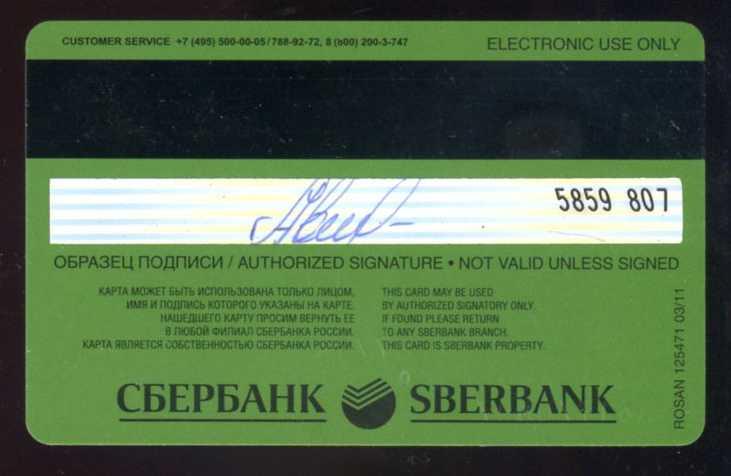 CUSTOMER SERVICE +7 (495) 500-00-05/788-92-72, 8 (800) 200-3-747
ELECTRONIC USE ONLY
5859 807
ОБРАЗЕЦ ПОДПИСИ / AUTHORIZED SIGNATURE • NOT VALID UNLESS SIGNED
КАРТА МОЖЕТ БЫТЬ ИСПОЛЬЗОВАНА ТОЛЬКО ЛИЦОМ,
ИМЯ И ПОДПИСЬ КОТОРОГО УКАЗАНЫ НА КАРТЕ.
НАШЕДШЕГО КАРТУ ПРОСИМ ВЕРНУТЬ ЕЕ
В ЛЮБОЙ ФИЛИАЛ СБЕРБАНКА РОССИИ.
КАРТА ЯВЛЯЕТСЯ СОБСТВЕННОСТЬЮ СБЕРБАНКА РОССИИ.
THIS CARD MAY BE USED
BY AUTHORIZED SIGNATORY ONLY.
IF FOUND PLEASE RETURN
TO ANY SBERBANK BRANCH.
THIS CARD IS SBERBANK PROPERTY.
СБЕРБАНК SBERBANK
ROSAN 125471 03/11